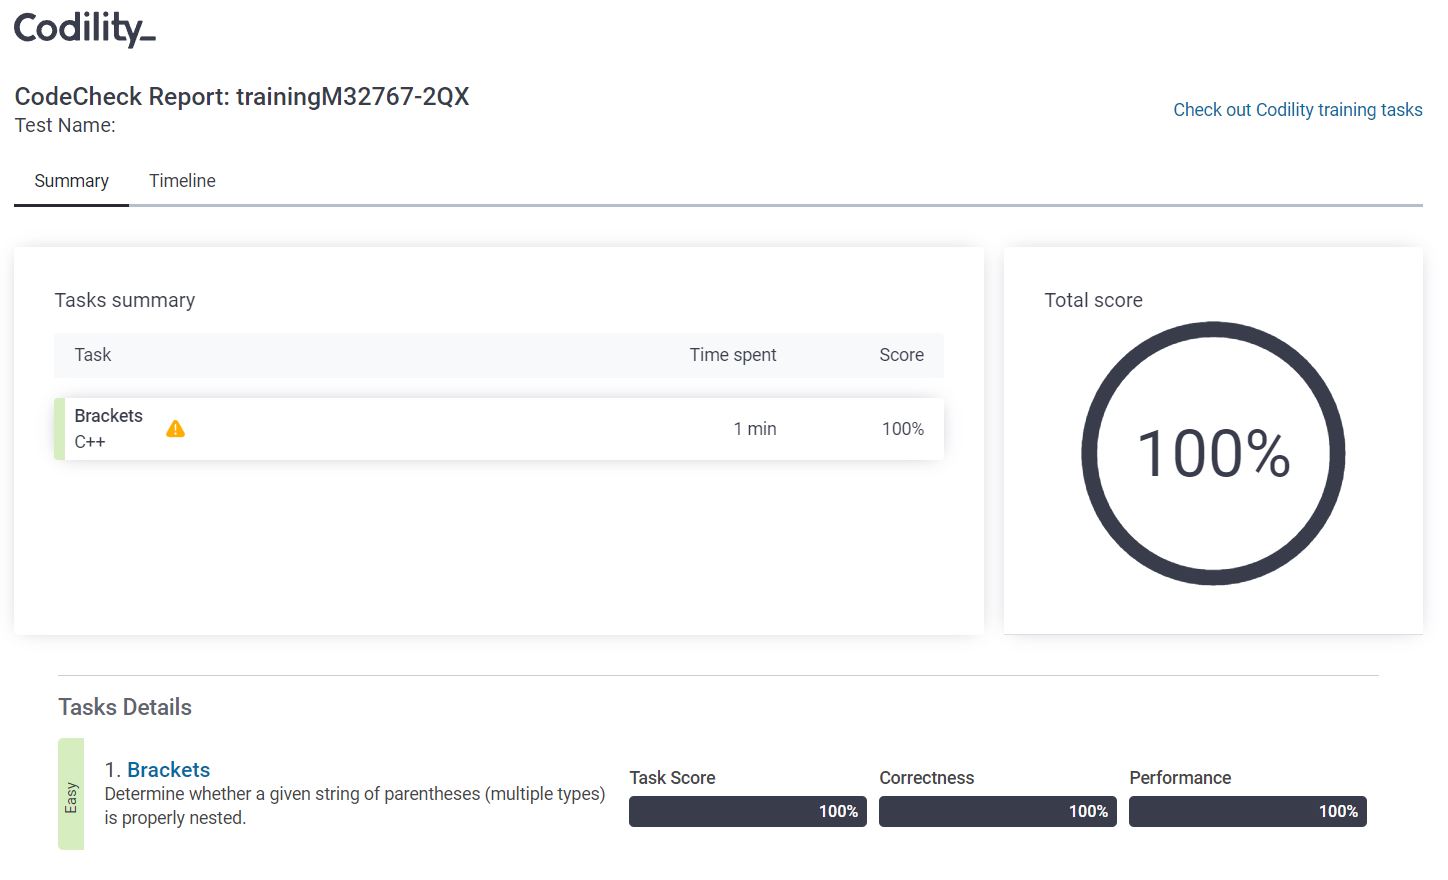 Codility_
CodeCheck Report: trainingM32767-2QX
Test Name:
Check out Codility training tasks
Summary Timeline
Tasks summary
Task Time spent Score
Brackets
C++
1 min 100%
Total score
100%
Tasks Details
Easy
1. Brackets
Determine whether a given string of parentheses (multiple types)
is properly nested.
Task Score Correctness Performance
100% 100% 100%